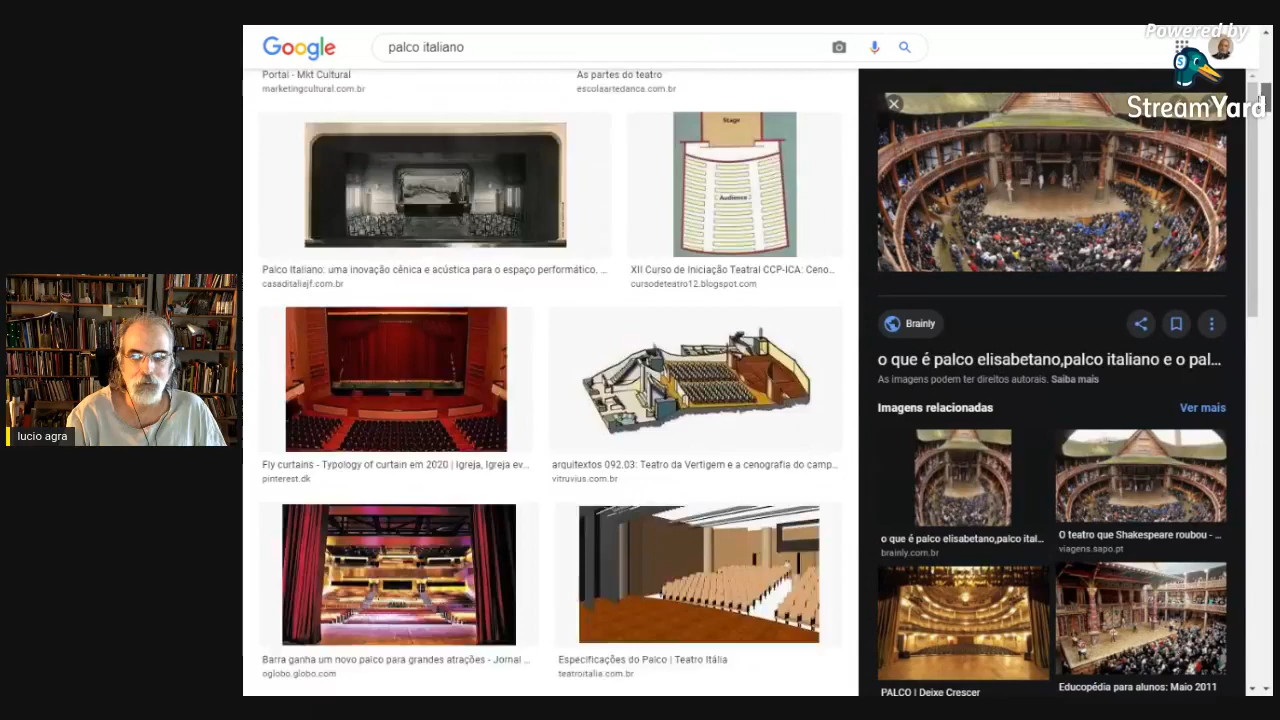 Powered by
StreamYard
Google
palco italiano
Portal - Mkt Cultural
marketingcultural.com.br
As partes do teatro
escolaartedanca.com.br
Stage
Audience
Palco Italiano: uma inovação cênica e acústica para o espaço performático. ...
casaditaliajf.com.br
XII Curso de Iniciação Teatral CCP-ICA: Ceno...
cursodeteatro12.blogspot.com
Fly curtains - Typology of curtain em 2020 | Igreja, Igreja ev...
pinterest.dk
arquitextos 092.03: Teatro da Vertigem e a cenografia do camp...
vitruvius.com.br
Barra ganha um novo palco para grandes atrações - Jornal ...
oglobo.globo.com
Especificações do Palco | Teatro Itália
teatroitalia.com.br
Brainly
o que é palco elisabetano,palco italiano e o pal...
As imagens podem ter direitos autorais. Saiba mais
Imagens relacionadas
Ver mais
o que é palco elisabetano,palco ital...
brainly.com.br
O teatro que Shakespeare roubou - ...
viagens.sapo.pt
PALCO | Deixe Crescer
Educopédia para alunos: Maio 2011
lucio agra